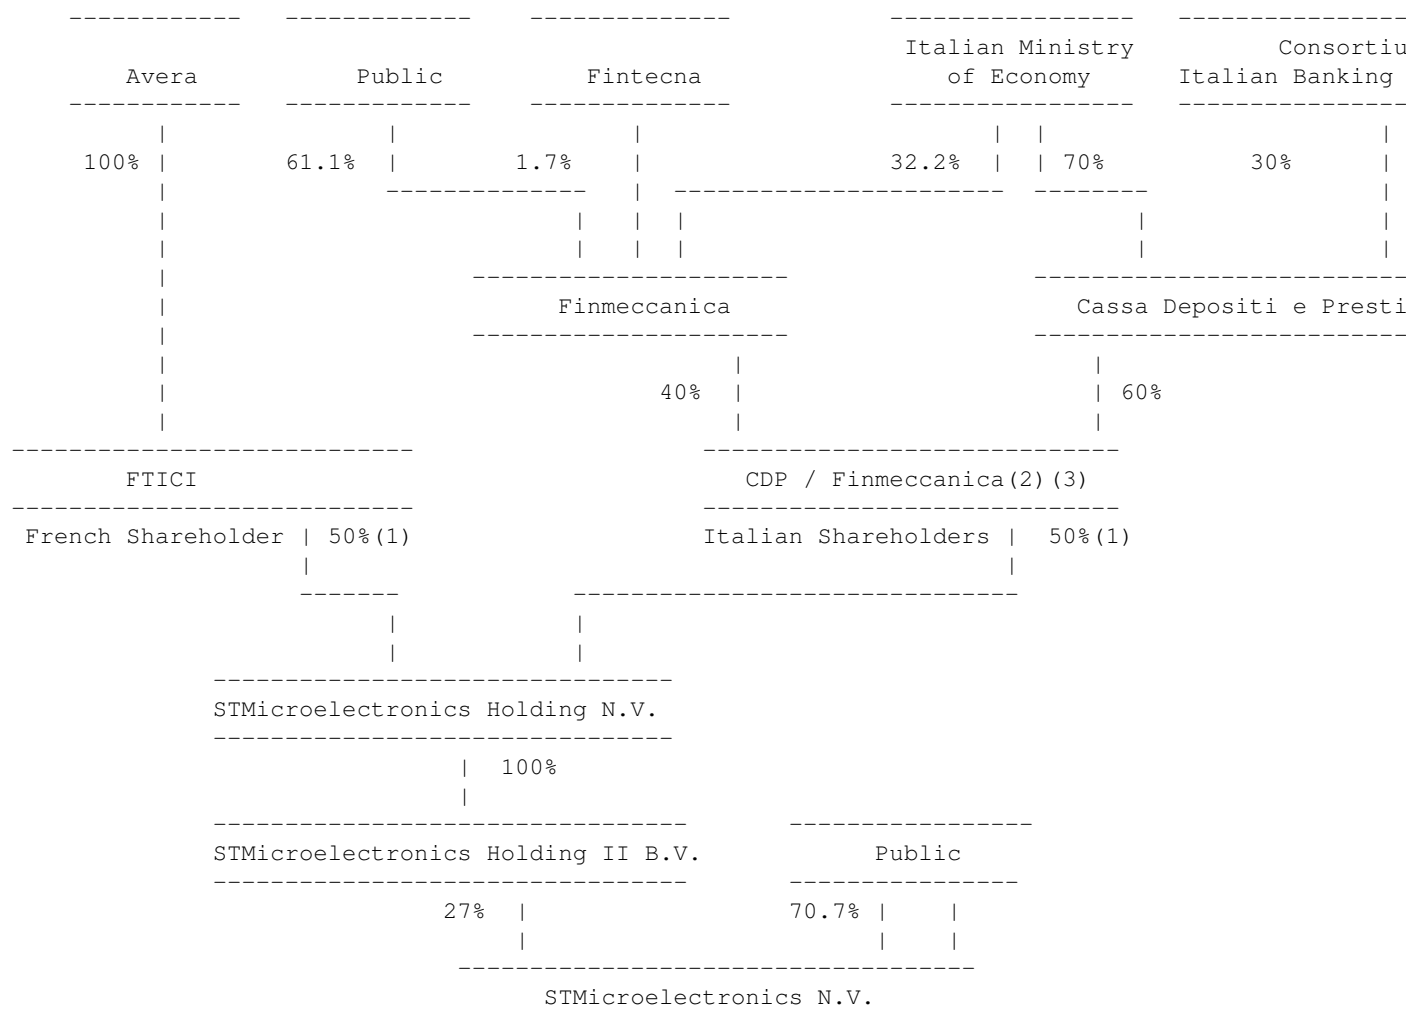 Italian Ministry Consortiu
Avera Public Fintecna of Economy Italian Banking
100% 61.1% 1.7% 32.2% 70% 30%
Finmeccanica Cassa Depositi e Presti
40% 60%
FTICI CDP / Finmeccanica(2)(3)
French Shareholder 50%(1) Italian Shareholders 50%(1)
STMicroelectronics Holding N.V.
100%
STMicroelectronics Holding II B.V. Public
27% 70.7%
STMicroelectronics N.V.